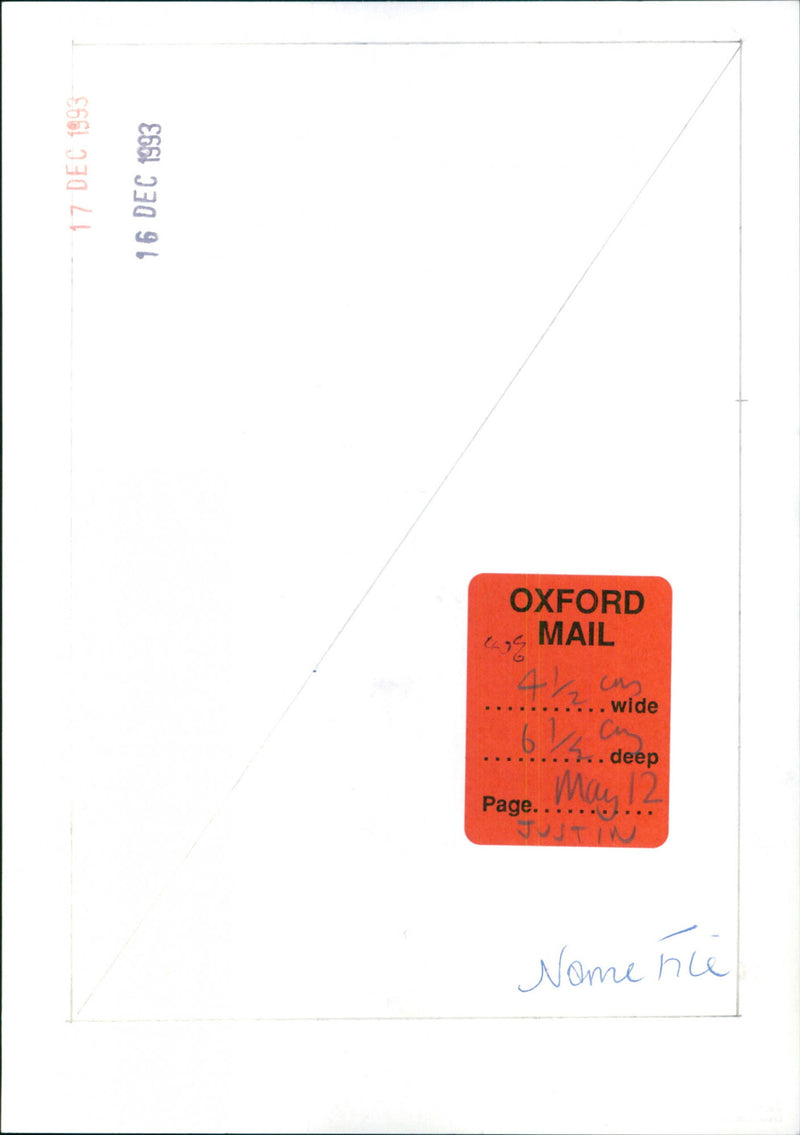 17 DEC 1993
16 DEC 1993
OXFORD
MAIL
4 1/2 cms
...........wide
6 1/2 cms
...........deep
Page........... May 12
JUSTIN
Name File